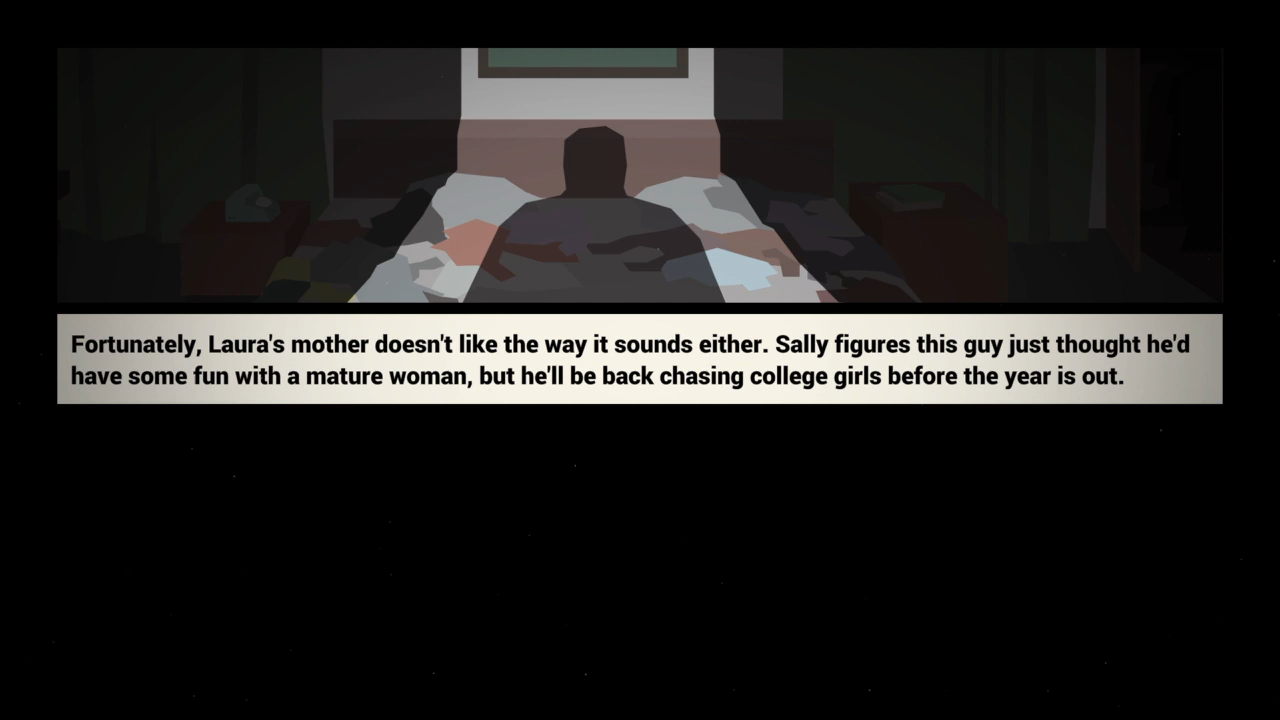 Fortunately, Laura's mother doesn't like the way it sounds either. Sally figures this guy just thought he'd
have some fun with a mature woman, but he'll be back chasing college girls before the year is out.